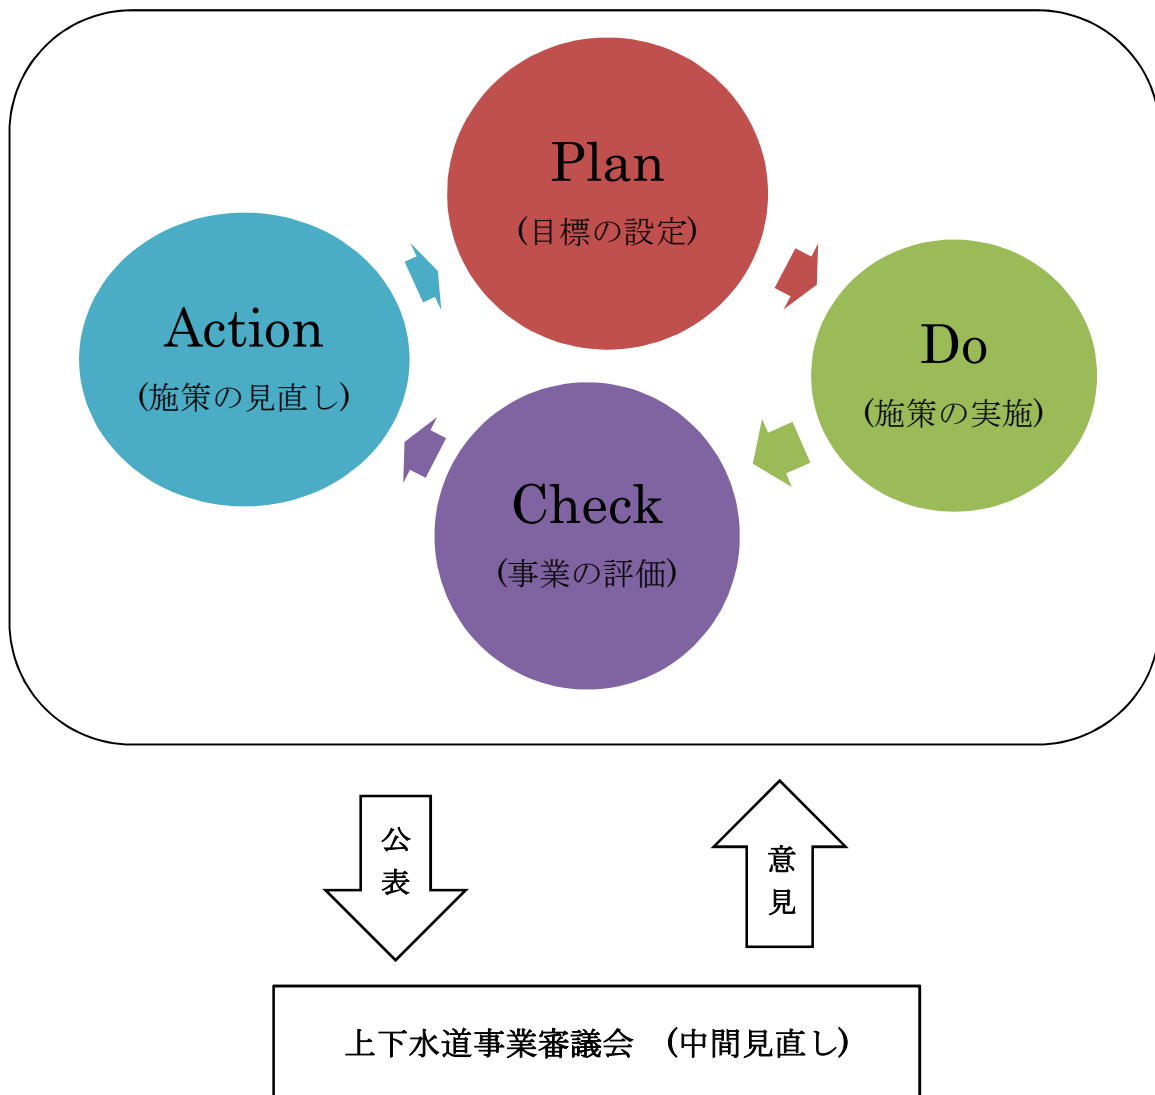 Plan
(目標の設定)
Action
(施策の見直し)
Do
(施策の実施)
Check
(事業の評価)
公
表
意
見
上下水道事業審議会　(中間見直し)